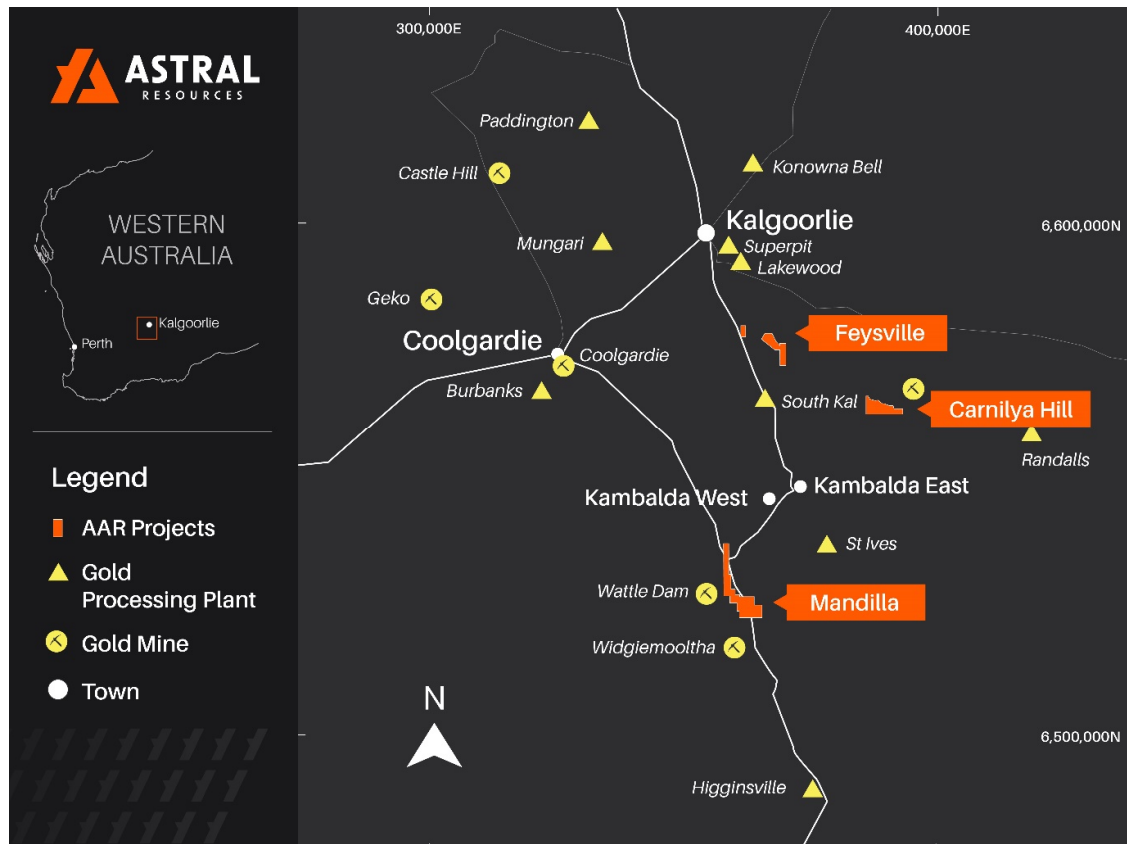 ASTRAL
RESOURCES
WESTERN
AUSTRALIA
Kalgoorlie
Perth
Legend
AAR Projects
Gold
Processing Plant
Gold Mine
Town
300,000E
400,000E
Paddington
Castle Hill
Konowna Bell
Kalgoorlie
6,600,000N
Mungari
Superpit
Lakewood
Geko
Feysville
Coolgardie
Coolgardie
Burbanks
South Kal
Carnilya Hill
Randalls
Kambalda West
Kambalda East
St Ives
Wattle Dam
Mandilla
Widgiemooltha
N
6,500,000N
Higginsville